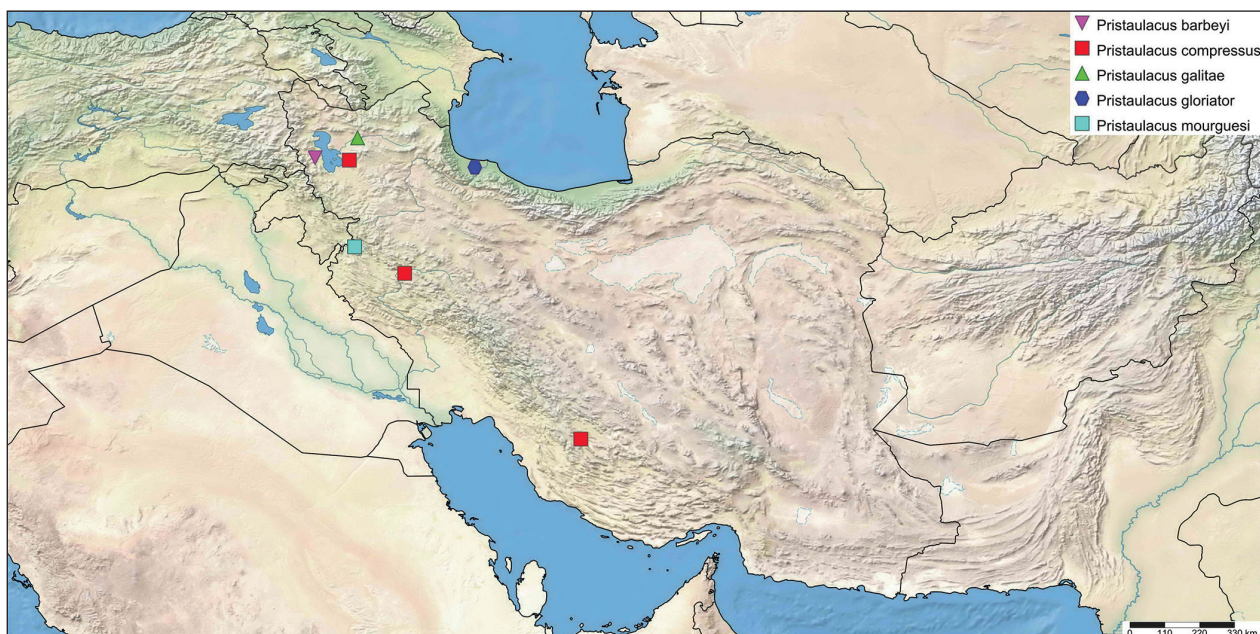 Pristaulacus barbeyi
Pristaulacus compressus
Pristaulacus galitae
Pristaulacus gloriator
Pristaulacus mourguesi
0 110 220 330 km